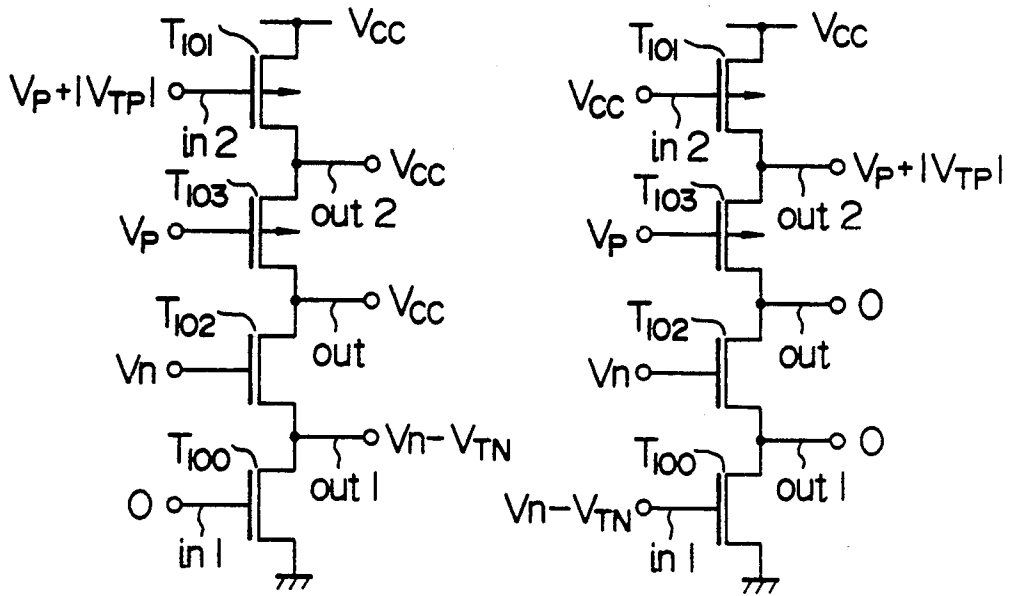 T101
VCC
VP+|VTP|
in 2
VCC
T103
out 2
VP
VCC
T102
out
Vn
Vn-VTN
T100
out 1
0
in 1
T101
VCC
VCC
in 2
VP+|VTP|
T103
out 2
VP
0
T102
out
Vn
0
T100
out 1
Vn-VTN
in 1